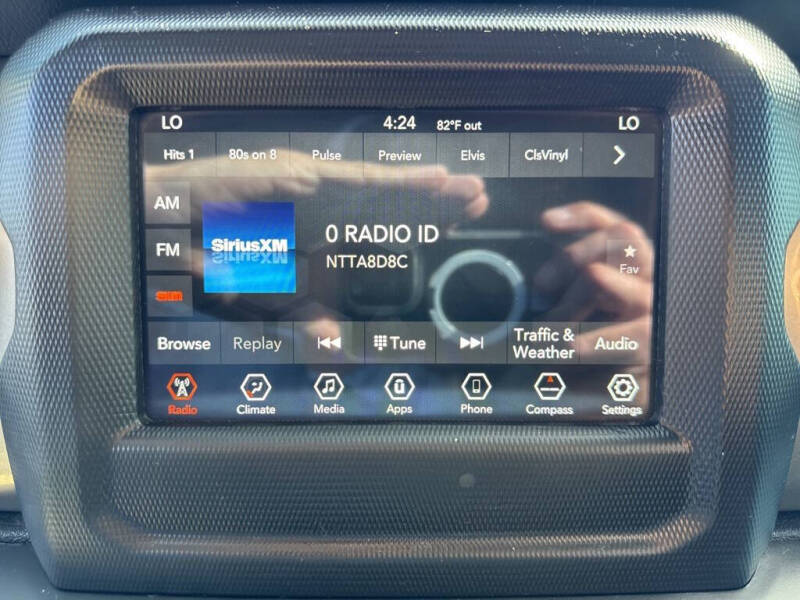 LO 4:24 82°F out LO
Hits 1 80s on 8 Pulse Preview Elvis ClsVinyl
AM
FM
sxm
SiriusXM
0 RADIO ID
NTTA8D8C
Fav
Browse Replay Tune Traffic & Weather Audio
Radio Climate Media Apps Phone Compass Settings